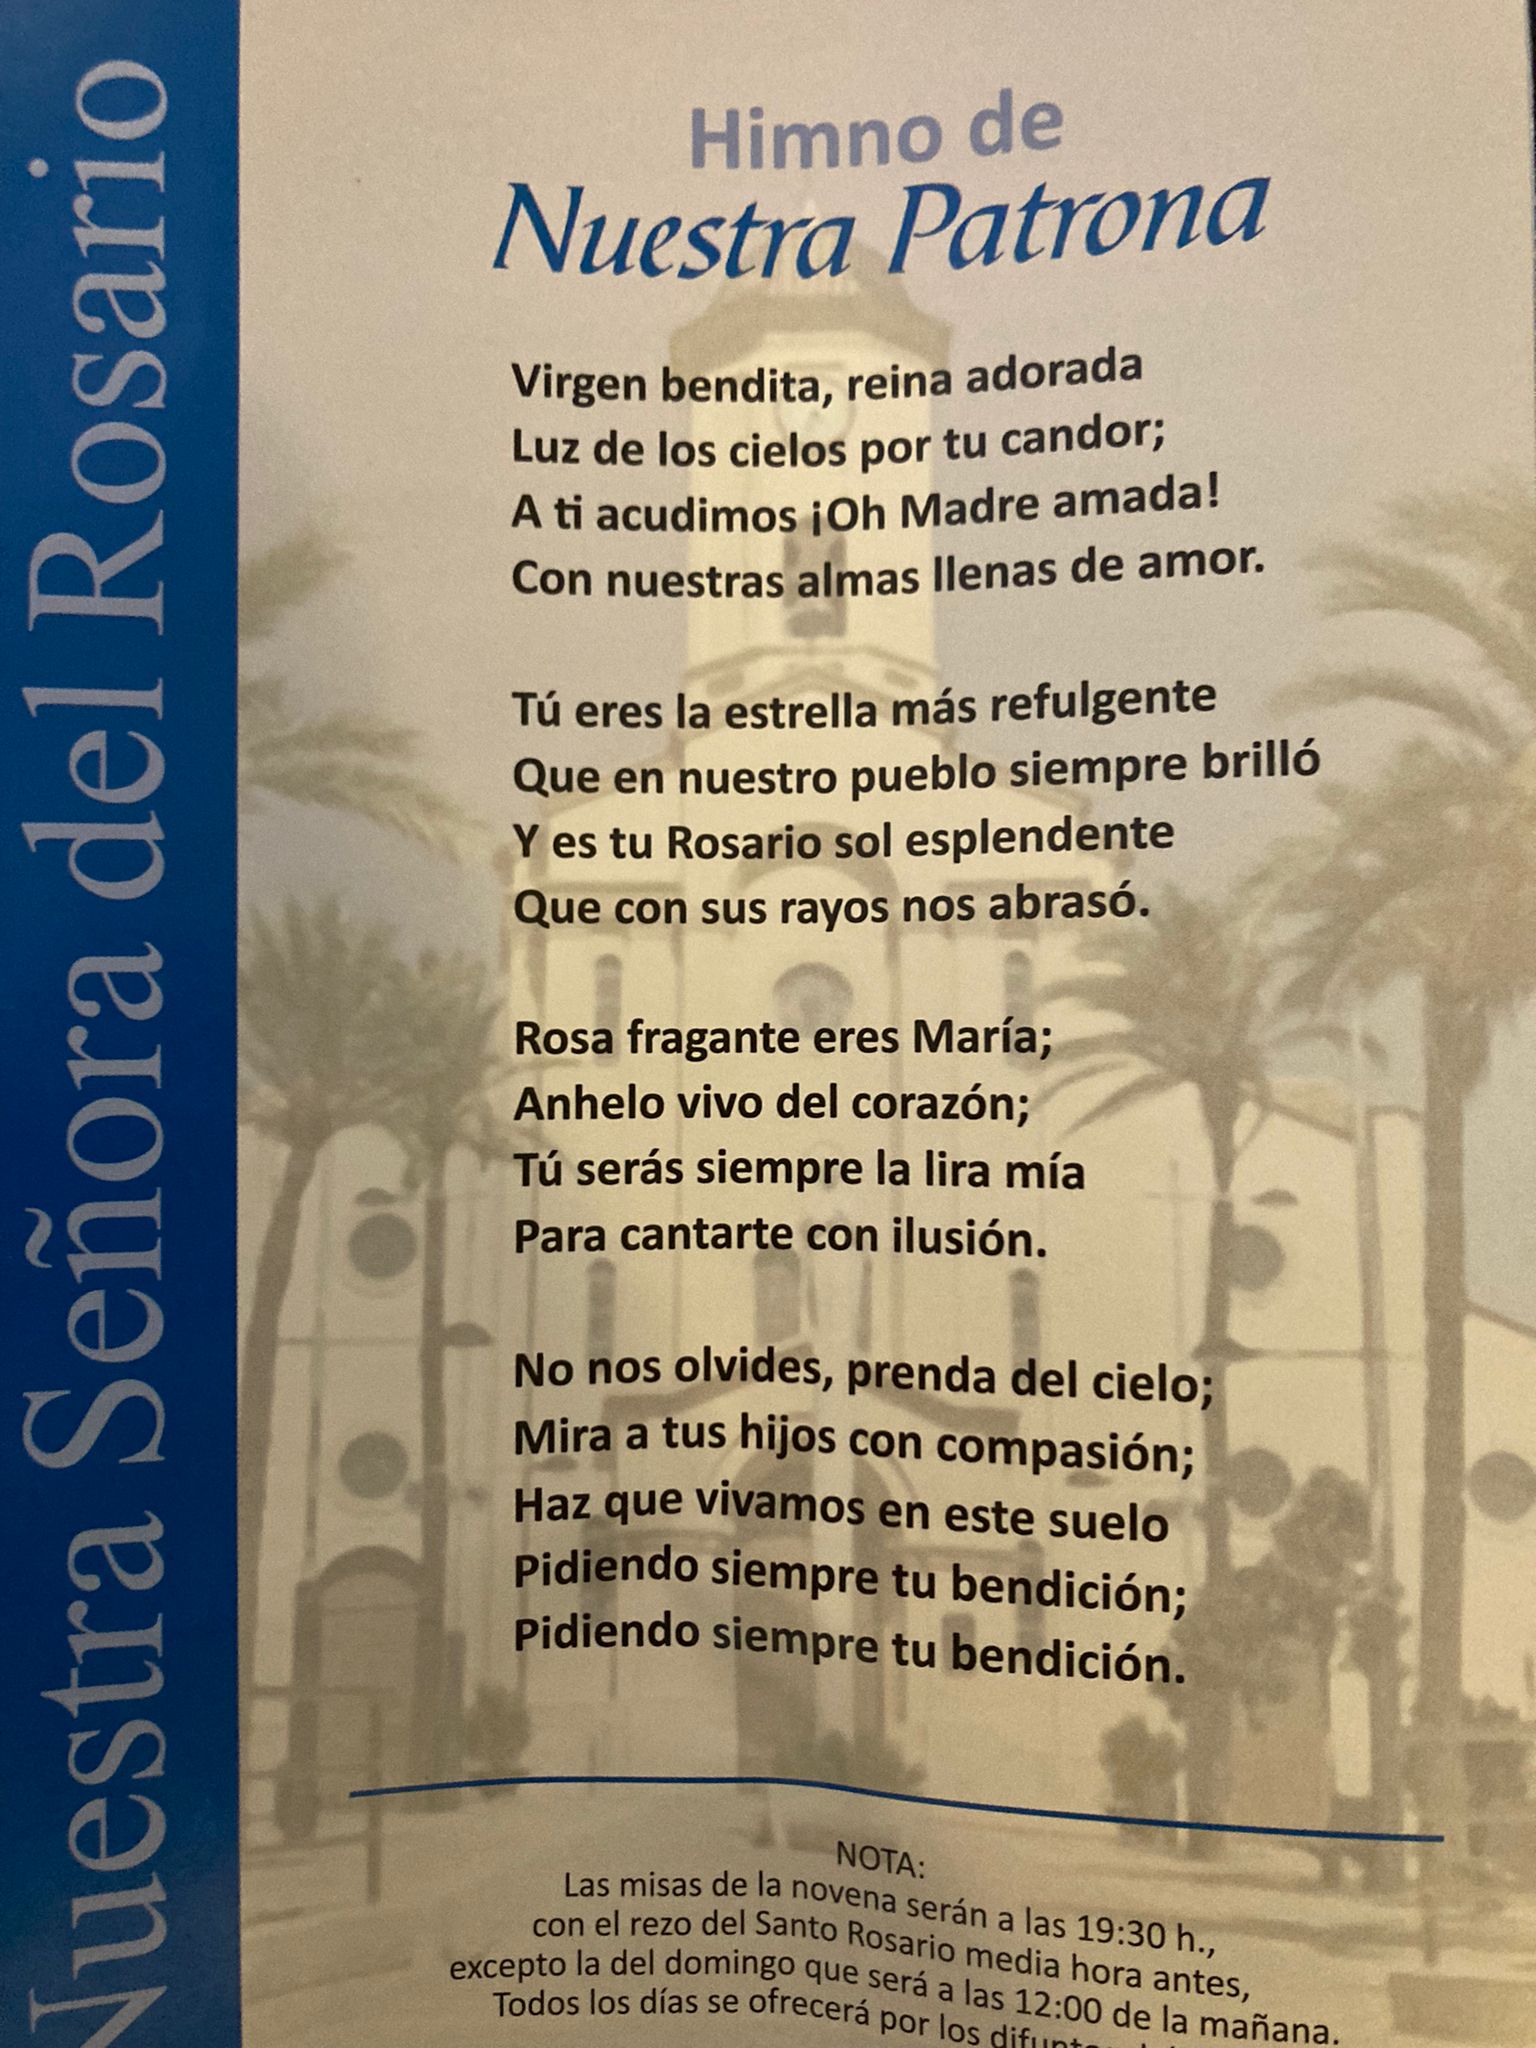 Nuestra Señora del Rosario
Himno de
Nuestra Patrona
Virgen bendita, reina adorada
Luz de los cielos por tu candor;
A ti acudimos ¡Oh Madre amada!
Con nuestras almas llenas de amor.
Tú eres la estrella más refulgente
Que en nuestro pueblo siempre brilló
Y es tu Rosario sol esplendente
Que con sus rayos nos abrasó.
Rosa fragante eres María;
Anhelo vivo del corazón;
Tú serás siempre la lira mía
Para cantarte con ilusión.
No nos olvides, prenda del cielo;
Mira a tus hijos con compasión;
Haz que vivamos en este suelo
Pidiendo siempre tu bendición;
Pidiendo siempre tu bendición.
NOTA:
Las misas de la novena serán a las 19:30 h.,
con el rezo del Santo Rosario media hora antes,
excepto la del domingo que será a las 12:00 de la mañana.
Todos los días se ofrecerá por los